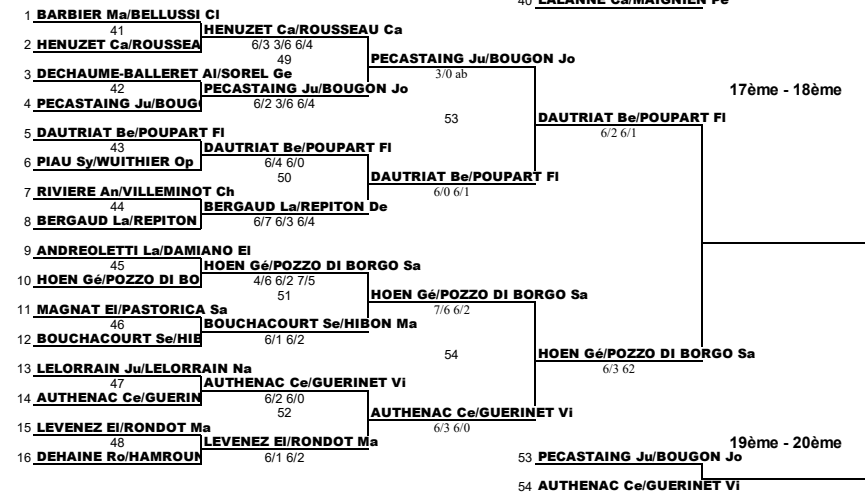 40 LALANNE Ca/MAIGNIEN Pe
1 BARBIER Ma/BELLUSSI Cl
41 HENUZET Ca/ROUSSEAU Ca
2 HENUZET Ca/ROUSSEA 6/3 3/6 6/4
49 PECASTAING Ju/BOUGON Jo
3 DECHAUME-BALLERET Al/SOREL Ge 3/0 ab
42 PECASTAING Ju/BOUGON Jo 17ème - 18ème
4 PECASTAING Ju/BOUG 6/2 3/6 6/4
53 DAUTRIAT Be/POUPART Fl
5 DAUTRIAT Be/POUPART Fl 6/2 6/1
43 DAUTRIAT Be/POUPART Fl
6 PIAU Sy/WUITHIER Op 6/4 6/0
50 DAUTRIAT Be/POUPART Fl
7 RIVIERE An/VILLEMINOT Ch 6/0 6/1
44 BERGAUD La/REPITON De
8 BERGAUD La/REPITON 6/7 6/3 6/4
9 ANDREOLETTI La/DAMIANO El
45 HOEN Gé/POZZO DI BORGO Sa
10 HOEN Gé/POZZO DI BO 4/6 6/2 7/5
51 HOEN Gé/POZZO DI BORGO Sa
11 MAGNAT El/PASTORICA Sa 7/6 6/2
46 BOUCHACOURT Se/HIBON Ma
12 BOUCHACOURT Se/HIB 6/1 6/2
54 HOEN Gé/POZZO DI BORGO Sa
13 LELORRAIN Ju/LELORRAIN Na 6/3 62
47 AUTHENAC Ce/GUERINET Vi
14 AUTHENAC Ce/GUERIN 6/2 6/0
52 AUTHENAC Ce/GUERINET Vi
15 LEVENEZ El/RONDOT Ma 6/3 6/0
48 LEVENEZ El/RONDOT Ma 19ème - 20ème
16 DEHAINE Ro/HAMROUN 6/1 6/2
53 PECASTAING Ju/BOUGON Jo
54 AUTHENAC Ce/GUERINET Vi